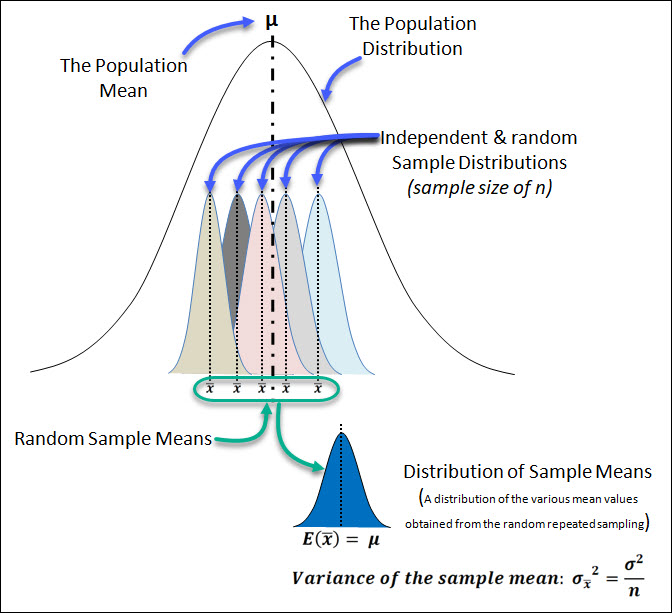 μ
The Population
Distribution
The Population
Mean
Independent & random
Sample Distributions
(sample size of n)
x̅ x̅ x̅ x̅ x̅
Random Sample Means
Distribution of Sample Means
(A distribution of the various mean values
obtained from the random repeated sampling)
E(x̅) = μ
Variance of the sample mean: σx̅² = σ²/n